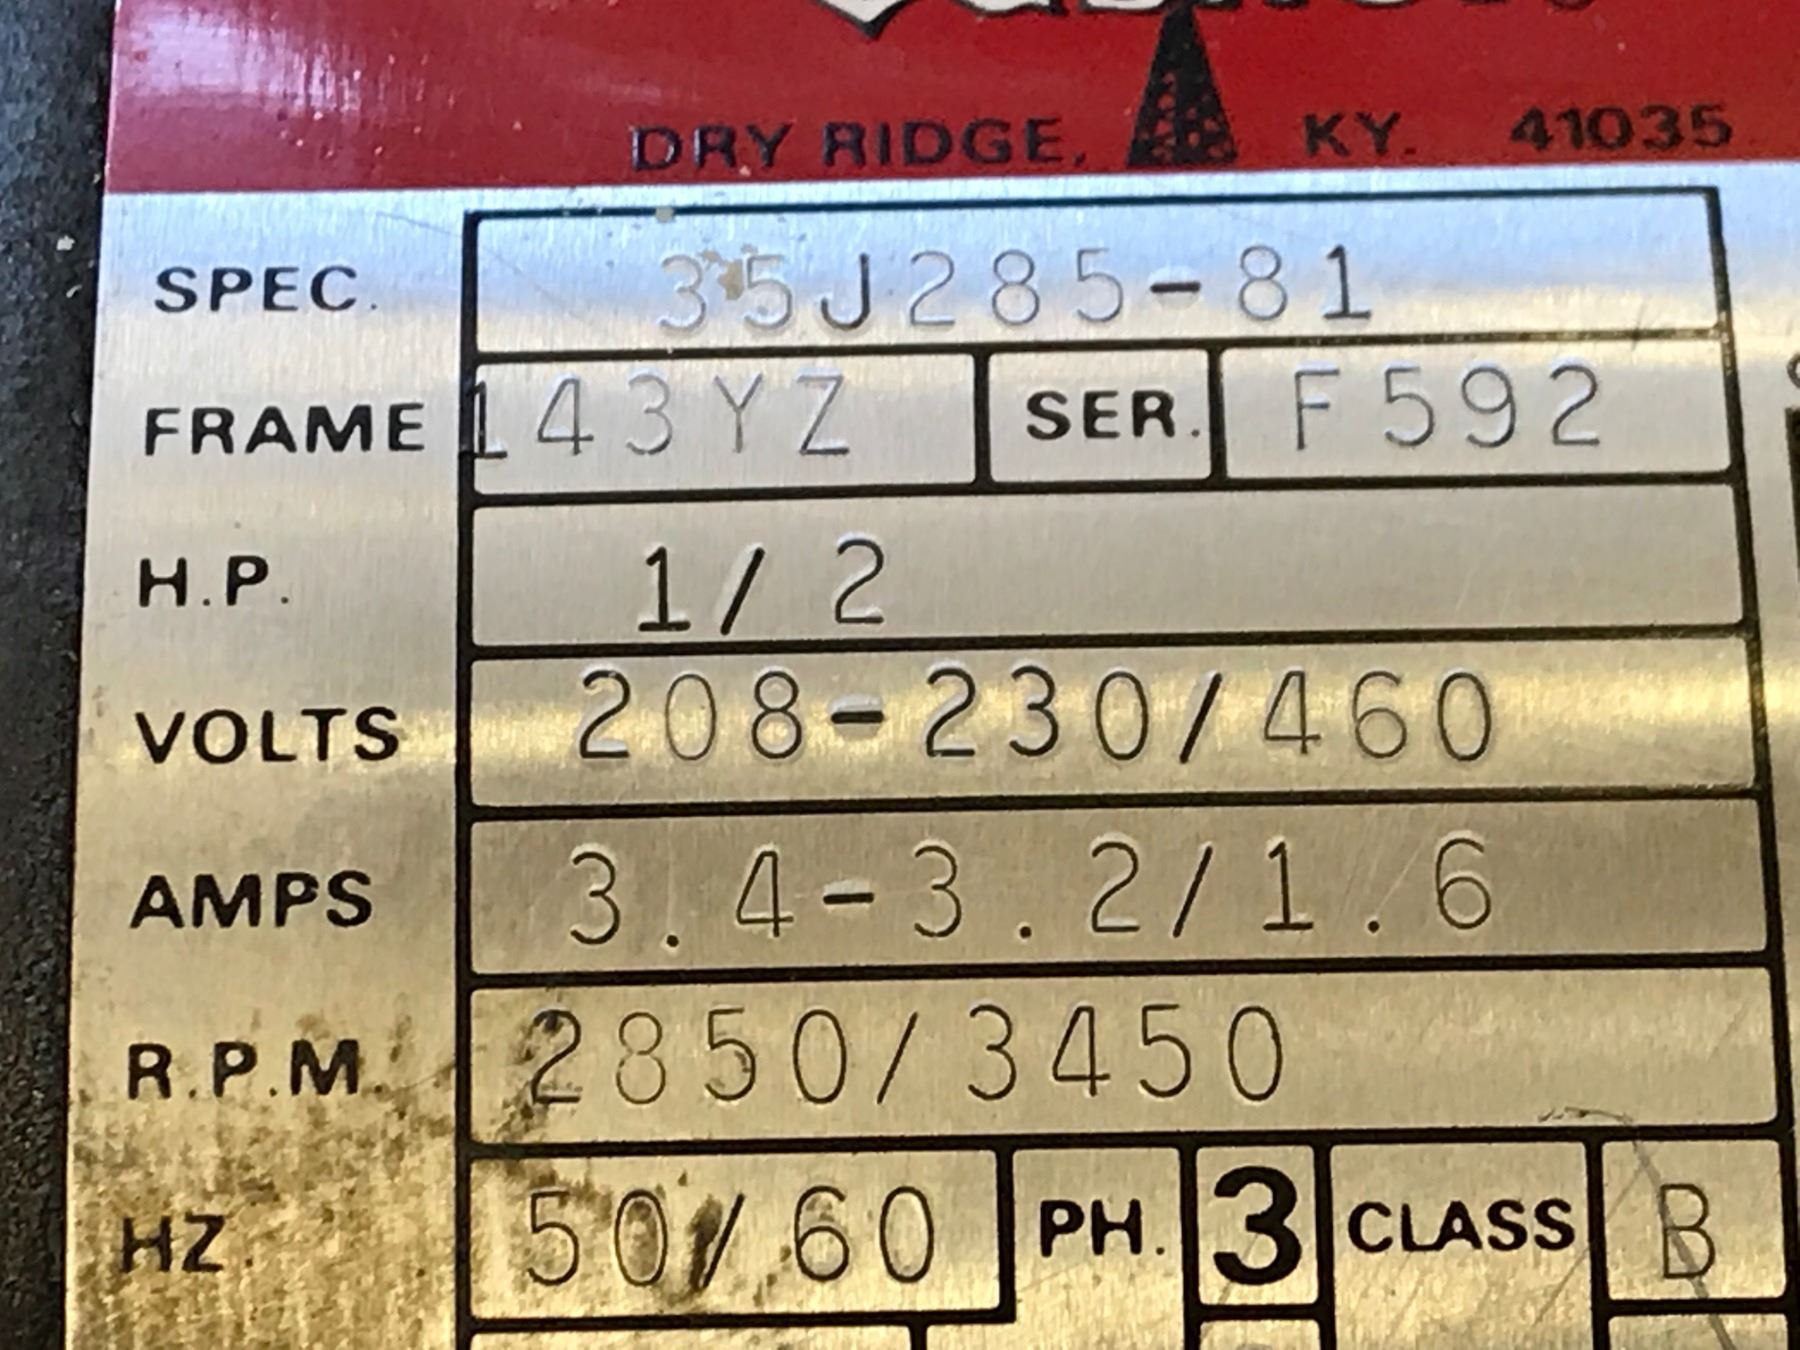 DRY RIDGE, KY. 41035
SPEC. 35J285-81
FRAME 143YZ SER. F592
H.P. 1/2
VOLTS 208-230/460
AMPS 3.4-3.2/1.6
R.P.M. 2850/3450
HZ. 50/60 PH. 3 CLASS B